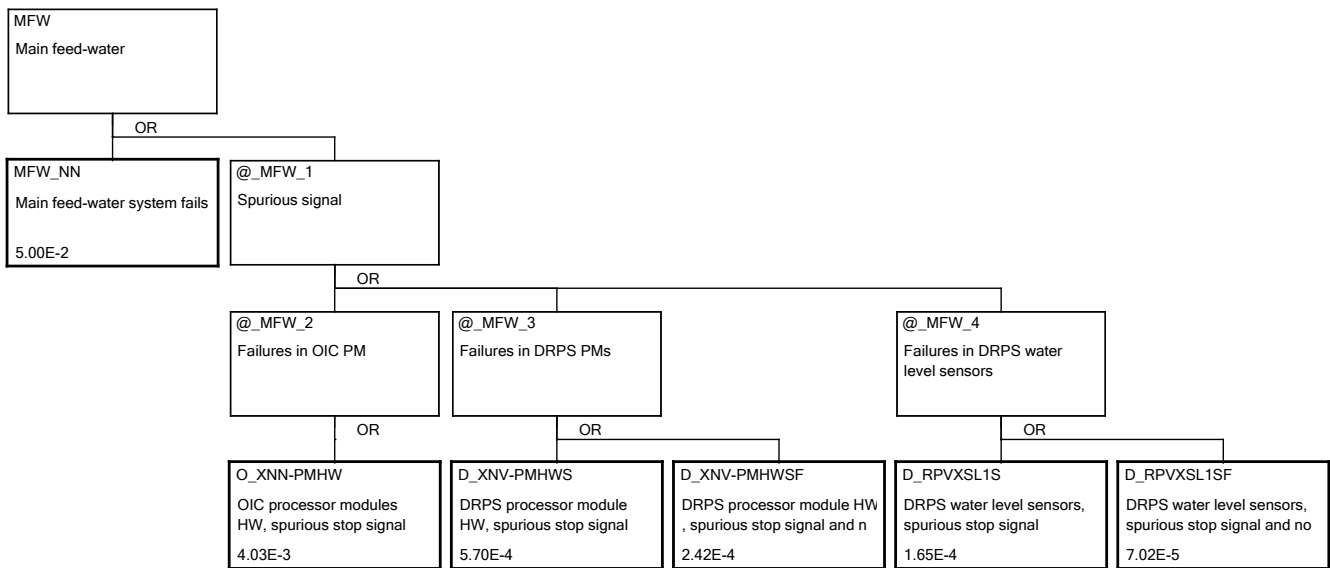 MFW
Main feed-water
OR
MFW_NN
Main feed-water system fails
5.00E-2
@_MFW_1
Spurious signal
OR
@_MFW_2
Failures in OIC PM
@_MFW_3
Failures in DRPS PMs
@_MFW_4
Failures in DRPS water
level sensors
OR
OR
OR
O_XNN-PMHW
OIC processor modules
HW, spurious stop signal
4.03E-3
D_XNV-PMHWS
DRPS processor module
HW, spurious stop signal
5.70E-4
D_XNV-PMHWSF
DRPS processor module HW
, spurious stop signal and n
2.42E-4
D_RPVXSL1S
DRPS water level sensors,
spurious stop signal
1.65E-4
D_RPVXSL1SF
DRPS water level sensors,
spurious stop signal and no
7.02E-5